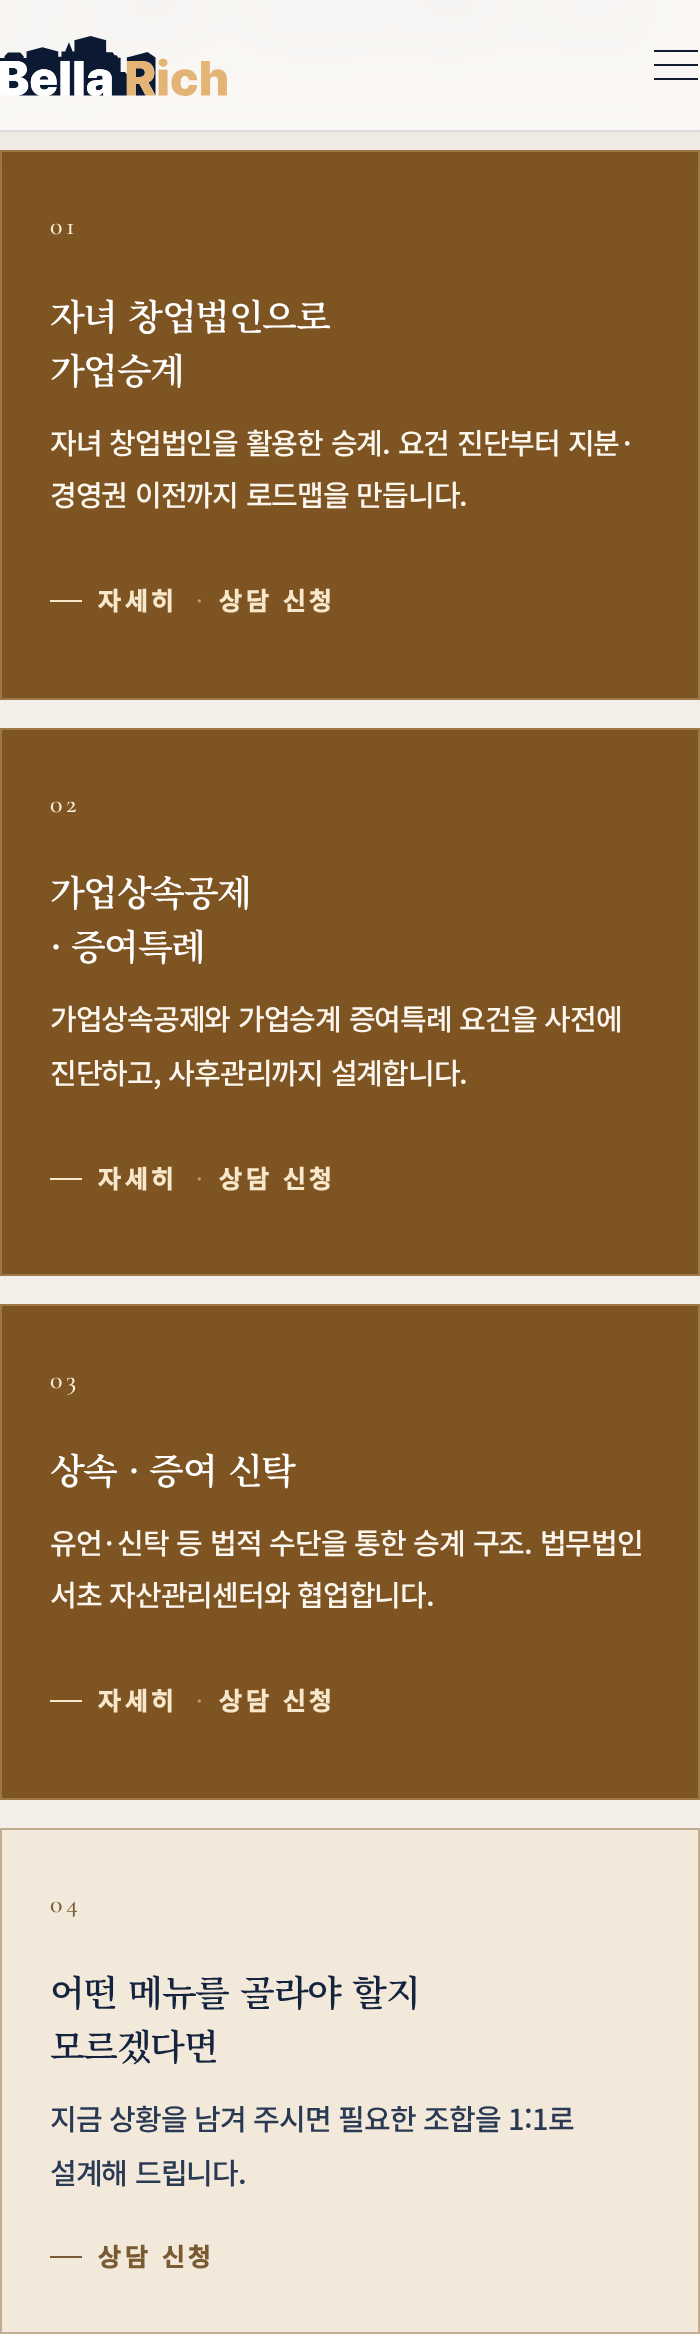 Bella Rich
01
자녀 창업법인으로
가업승계
자녀 창업법인을 활용한 승계. 요건 진단부터 지분·
경영권 이전까지 로드맵을 만듭니다.
— 자세히 · 상담 신청
02
가업상속공제
· 증여특례
가업상속공제와 가업승계 증여특례 요건을 사전에
진단하고, 사후관리까지 설계합니다.
— 자세히 · 상담 신청
03
상속 · 증여 신탁
유언·신탁 등 법적 수단을 통한 승계 구조. 법무법인
서초 자산관리센터와 협업합니다.
— 자세히 · 상담 신청
04
어떤 메뉴를 골라야 할지
모르겠다면
지금 상황을 남겨 주시면 필요한 조합을 1:1로
설계해 드립니다.
— 상담 신청